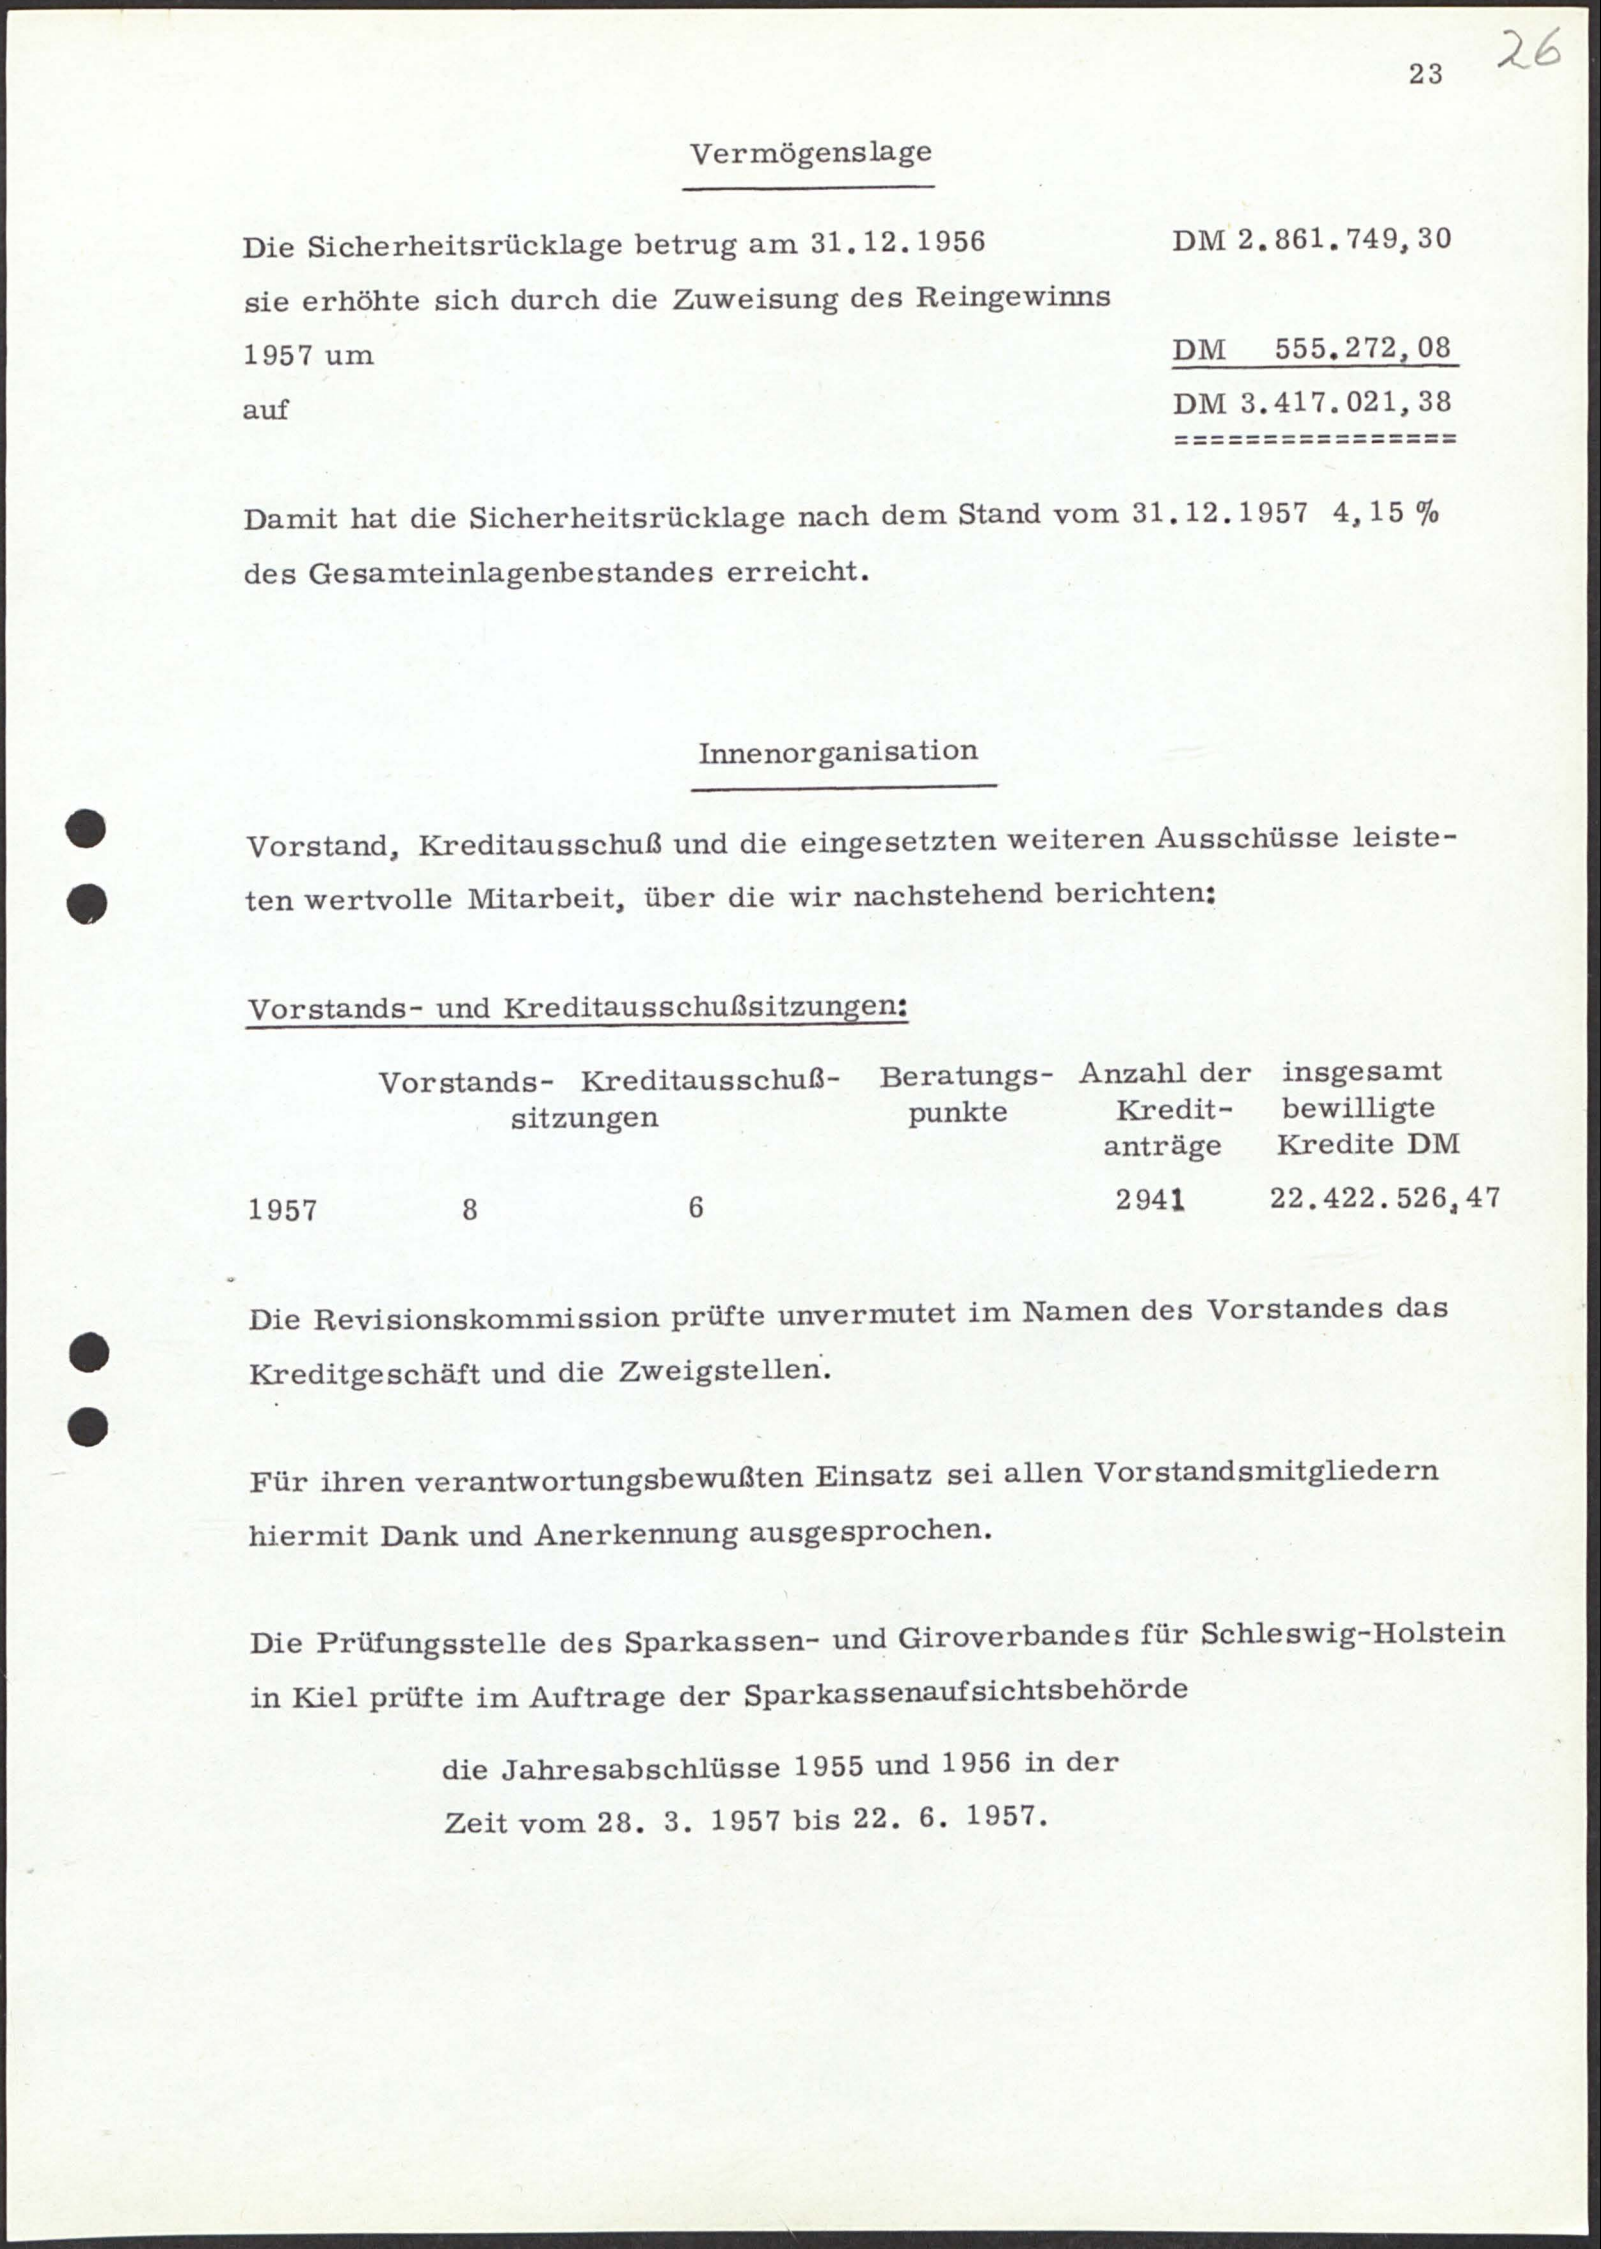 26
23
Vermögenslage
Die Sicherheitsrücklage betrug am 31.12.1956 DM 2.861.749,30
sie erhöhte sich durch die Zuweisung des Reingewinns
1957 um DM 555.272,08
auf DM 3.417.021,38
================
Damit hat die Sicherheitsrücklage nach dem Stand vom 31.12.1957 4,15 %
des Gesamteinlagenbestandes erreicht.
Innenorganisation
Vorstand, Kreditausschuß und die eingesetzten weiteren Ausschüsse leiste-
ten wertvolle Mitarbeit, über die wir nachstehend berichten:
Vorstands- und Kreditausschußsitzungen:
Vorstands- Kreditausschuß- Beratungs- Anzahl der insgesamt
sitzungen punkte Kredit- bewilligte
anträge Kredite DM
1957 8 6 2941 22.422.526,47
Die Revisionskommission prüfte unvermutet im Namen des Vorstandes das
Kreditgeschäft und die Zweigstellen.
Für ihren verantwortungsbewußten Einsatz sei allen Vorstandsmitgliedern
hiermit Dank und Anerkennung ausgesprochen.
Die Prüfungsstelle des Sparkassen- und Giroverbandes für Schleswig-Holstein
in Kiel prüfte im Auftrage der Sparkassenaufsichtsbehörde
die Jahresabschlüsse 1955 und 1956 in der
Zeit vom 28. 3. 1957 bis 22. 6. 1957.